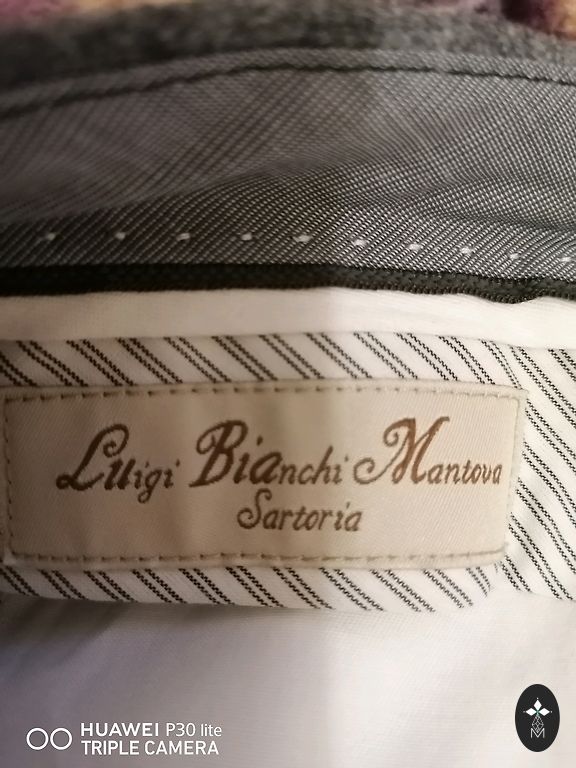 Luigi Bianchi Mantova
Sartoria
HUAWEI P30 lite
TRIPLE CAMERA
M